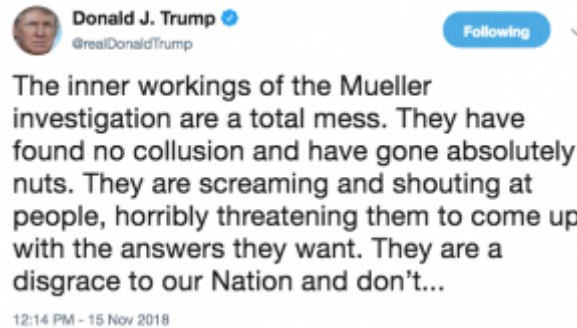 Donald J. Trump
@realDonaldTrump
Following
The inner workings of the Mueller
investigation are a total mess. They have
found no collusion and have gone absolutely
nuts. They are screaming and shouting at
people, horribly threatening them to come up
with the answers they want. They are a
disgrace to our Nation and don’t...
12:14 PM - 15 Nov 2018